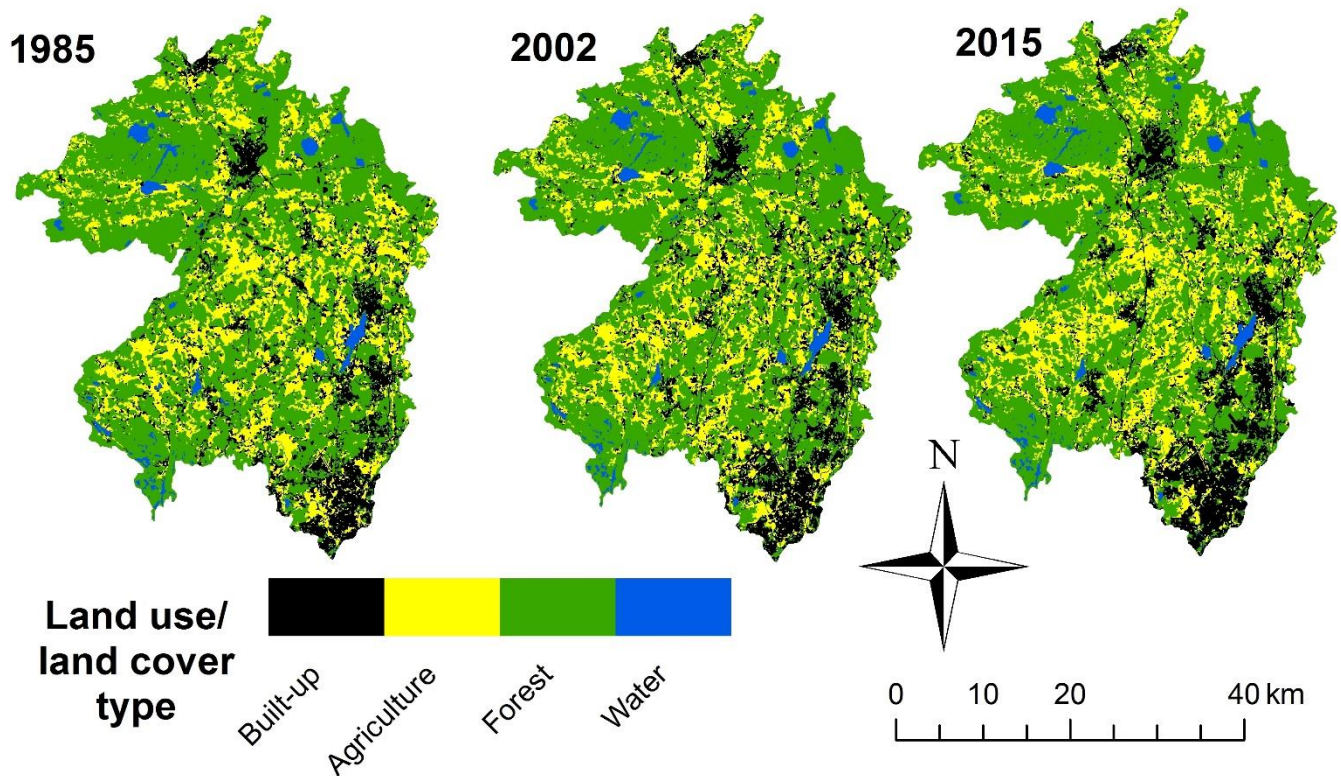 1985
2002
2015
N
Land use/
land cover
type
Built-up
Agriculture
Forest
Water
0 10 20 40 km